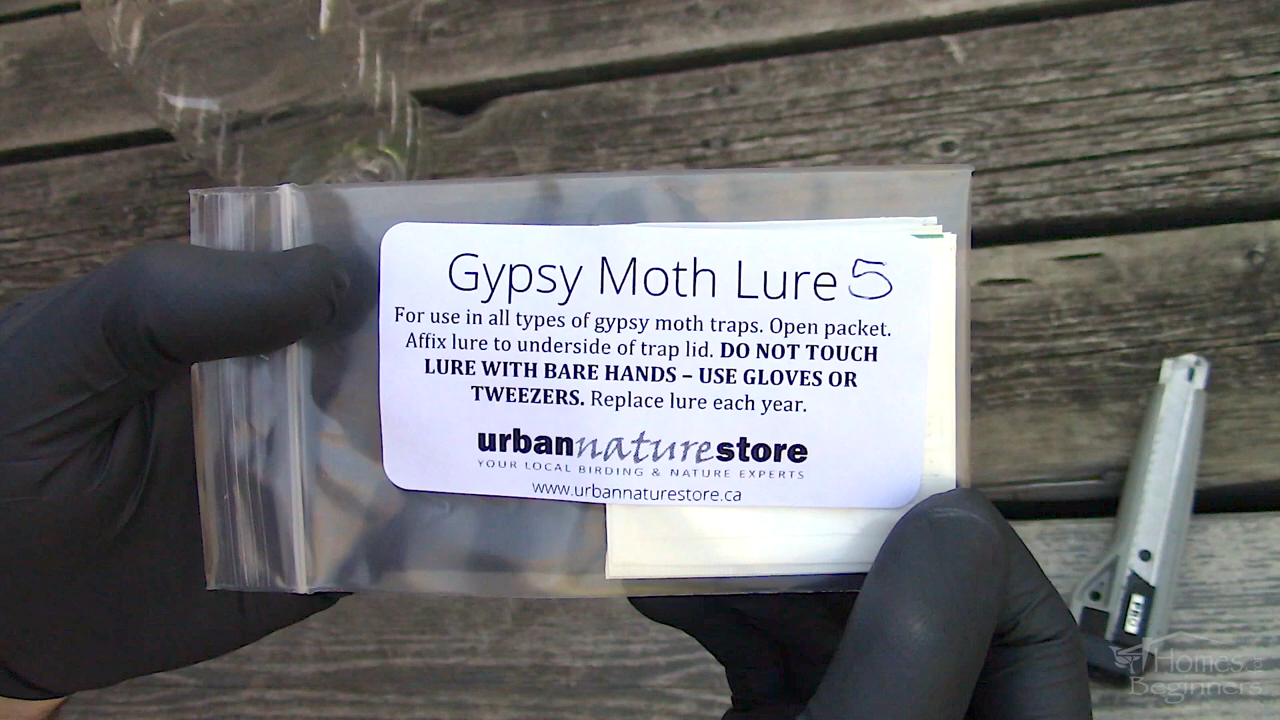 Gypsy Moth Lure 5
For use in all types of gypsy moth traps. Open packet.
Affix lure to underside of trap lid. DO NOT TOUCH
LURE WITH BARE HANDS – USE GLOVES OR
TWEEZERS. Replace lure each year.
urbannaturestore
YOUR LOCAL BIRDING & NATURE EXPERTS
www.urbannaturestore.ca
Homes
Beginners